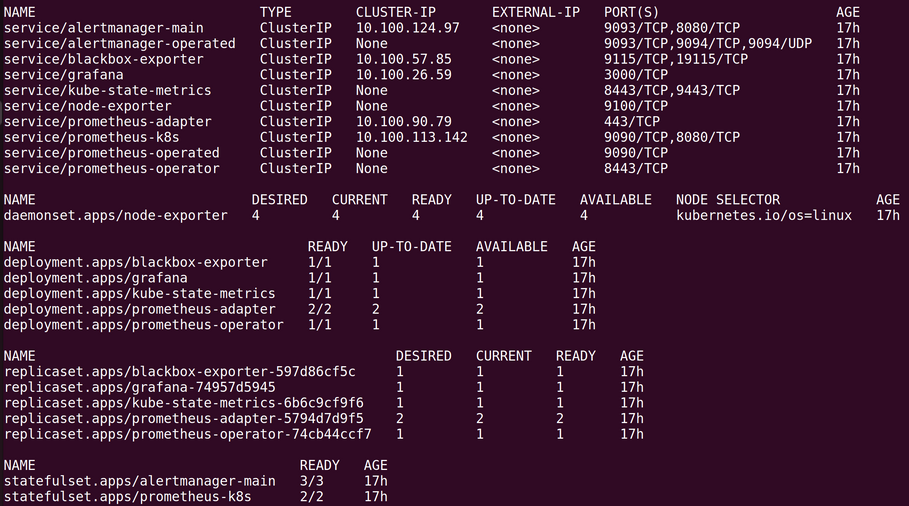 NAME                            TYPE        CLUSTER-IP       EXTERNAL-IP   PORT(S)                      AGE
service/alertmanager-main       ClusterIP   10.100.124.97    <none>        9093/TCP,8080/TCP            17h
service/alertmanager-operated   ClusterIP   None             <none>        9093/TCP,9094/TCP,9094/UDP   17h
service/blackbox-exporter       ClusterIP   10.100.57.85     <none>        9115/TCP,19115/TCP           17h
service/grafana                 ClusterIP   10.100.26.59     <none>        3000/TCP                     17h
service/kube-state-metrics      ClusterIP   None             <none>        8443/TCP,9443/TCP            17h
service/node-exporter           ClusterIP   None             <none>        9100/TCP                     17h
service/prometheus-adapter      ClusterIP   10.100.90.79     <none>        443/TCP                      17h
service/prometheus-k8s          ClusterIP   10.100.113.142   <none>        9090/TCP,8080/TCP            17h
service/prometheus-operated     ClusterIP   None             <none>        9090/TCP                     17h
service/prometheus-operator     ClusterIP   None             <none>        8443/TCP                     17h
NAME                           DESIRED   CURRENT   READY   UP-TO-DATE   AVAILABLE   NODE SELECTOR            AGE
daemonset.apps/node-exporter   4         4         4       4            4           kubernetes.io/os=linux   17h
NAME                                  READY   UP-TO-DATE   AVAILABLE   AGE
deployment.apps/blackbox-exporter     1/1     1            1           17h
deployment.apps/grafana               1/1     1            1           17h
deployment.apps/kube-state-metrics    1/1     1            1           17h
deployment.apps/prometheus-adapter    2/2     2            2           17h
deployment.apps/prometheus-operator   1/1     1            1           17h
NAME                                             DESIRED   CURRENT   READY   AGE
replicaset.apps/blackbox-exporter-597d86cf5c     1         1         1       17h
replicaset.apps/grafana-74957d5945               1         1         1       17h
replicaset.apps/kube-state-metrics-6b6c9cf9f6    1         1         1       17h
replicaset.apps/prometheus-adapter-5794d7d9f5    2         2         2       17h
replicaset.apps/prometheus-operator-74cb44ccf7   1         1         1       17h
NAME                                 READY   AGE
statefulset.apps/alertmanager-main   3/3     17h
statefulset.apps/prometheus-k8s      2/2     17h